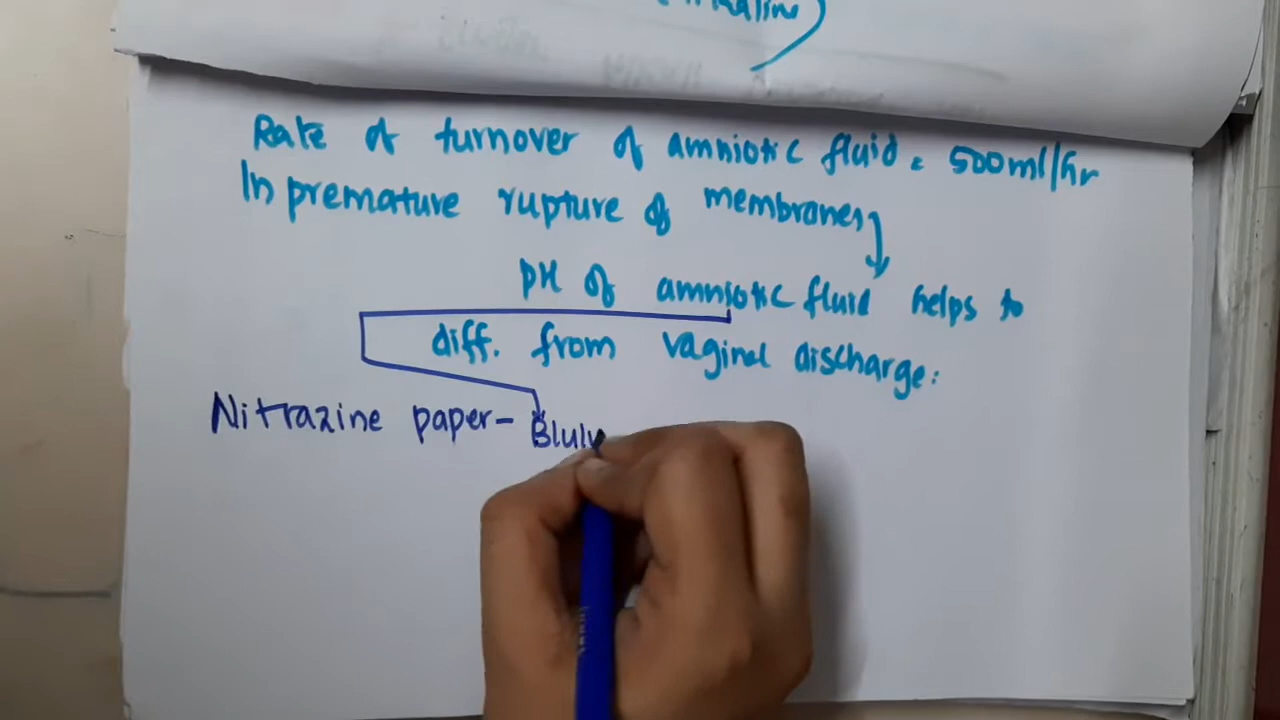 Rate of turnover of amniotic fluid = 500ml/hr
In premature rupture of membranes
pH of amniotic fluid helps to
diff. from vaginal discharge:
Nitrazine paper-